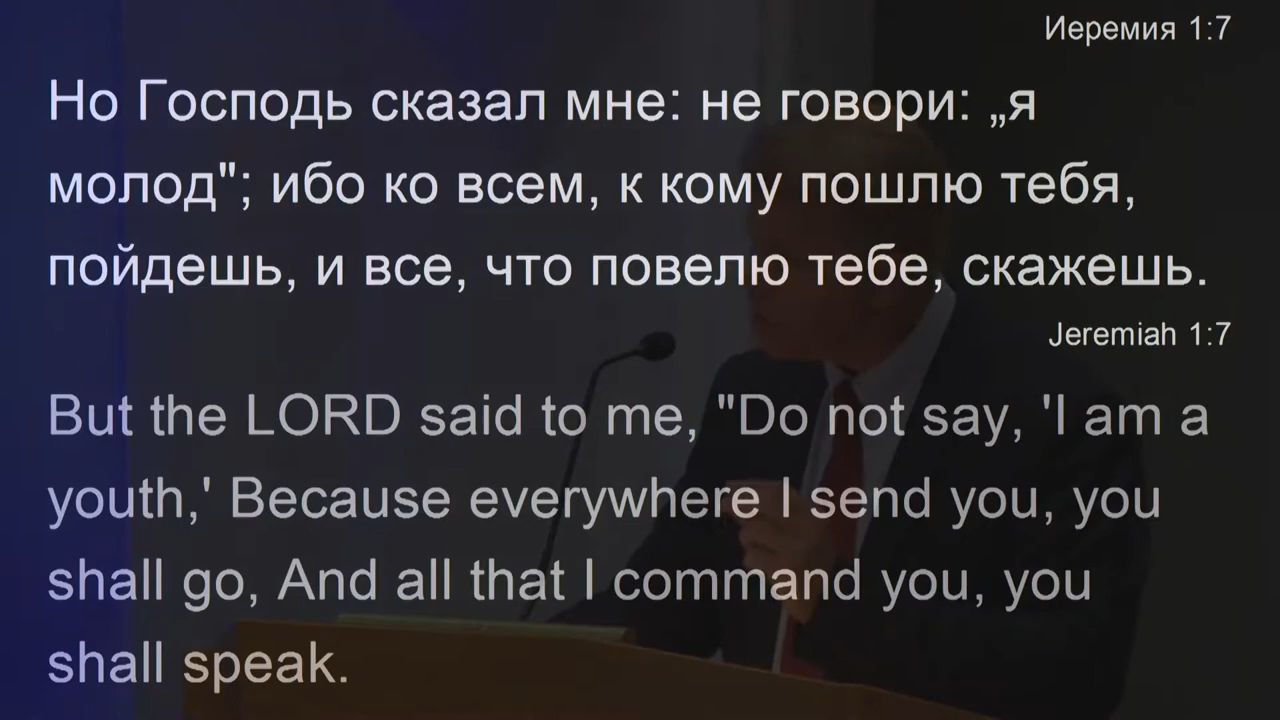 Иеремия 1:7
Но Господь сказал мне: не говори: „я
молод"; ибо ко всем, к кому пошлю тебя,
пойдешь, и все, что повелю тебе, скажешь.
Jeremiah 1:7
But the LORD said to me, "Do not say, 'I am a
youth,' Because everywhere I send you, you
shall go, And all that I command you, you
shall speak.